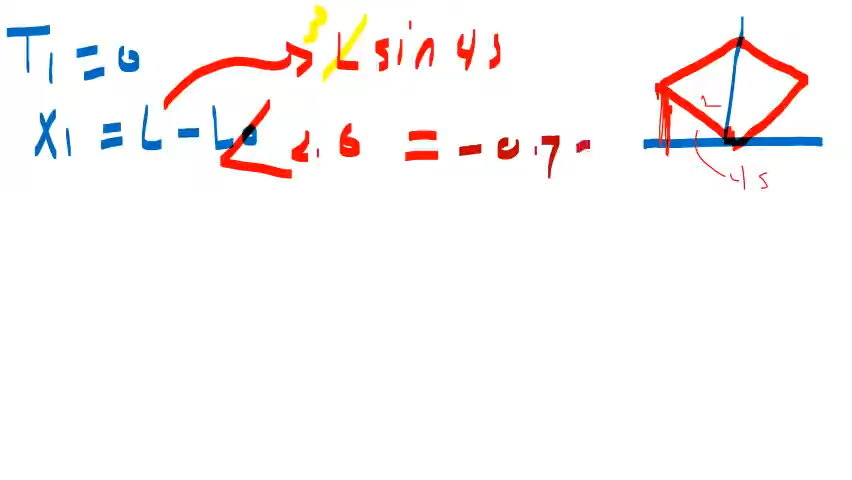 T1 = 0
3 L sin 45
x1 = L - L0
2.6 = -0.7-
L
45